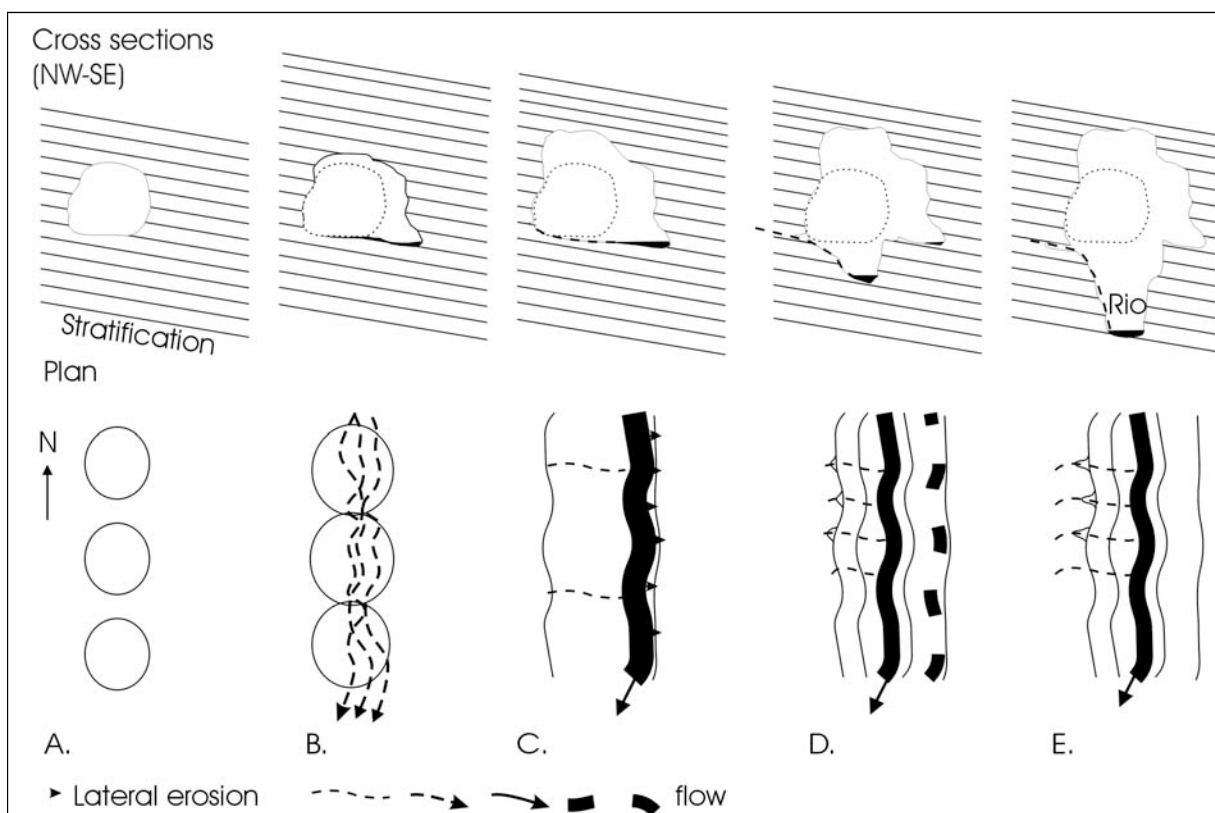 Cross sections
(NW-SE)
Stratification
Rio
Plan
N
A.
B.
C.
D.
E.
Lateral erosion
flow